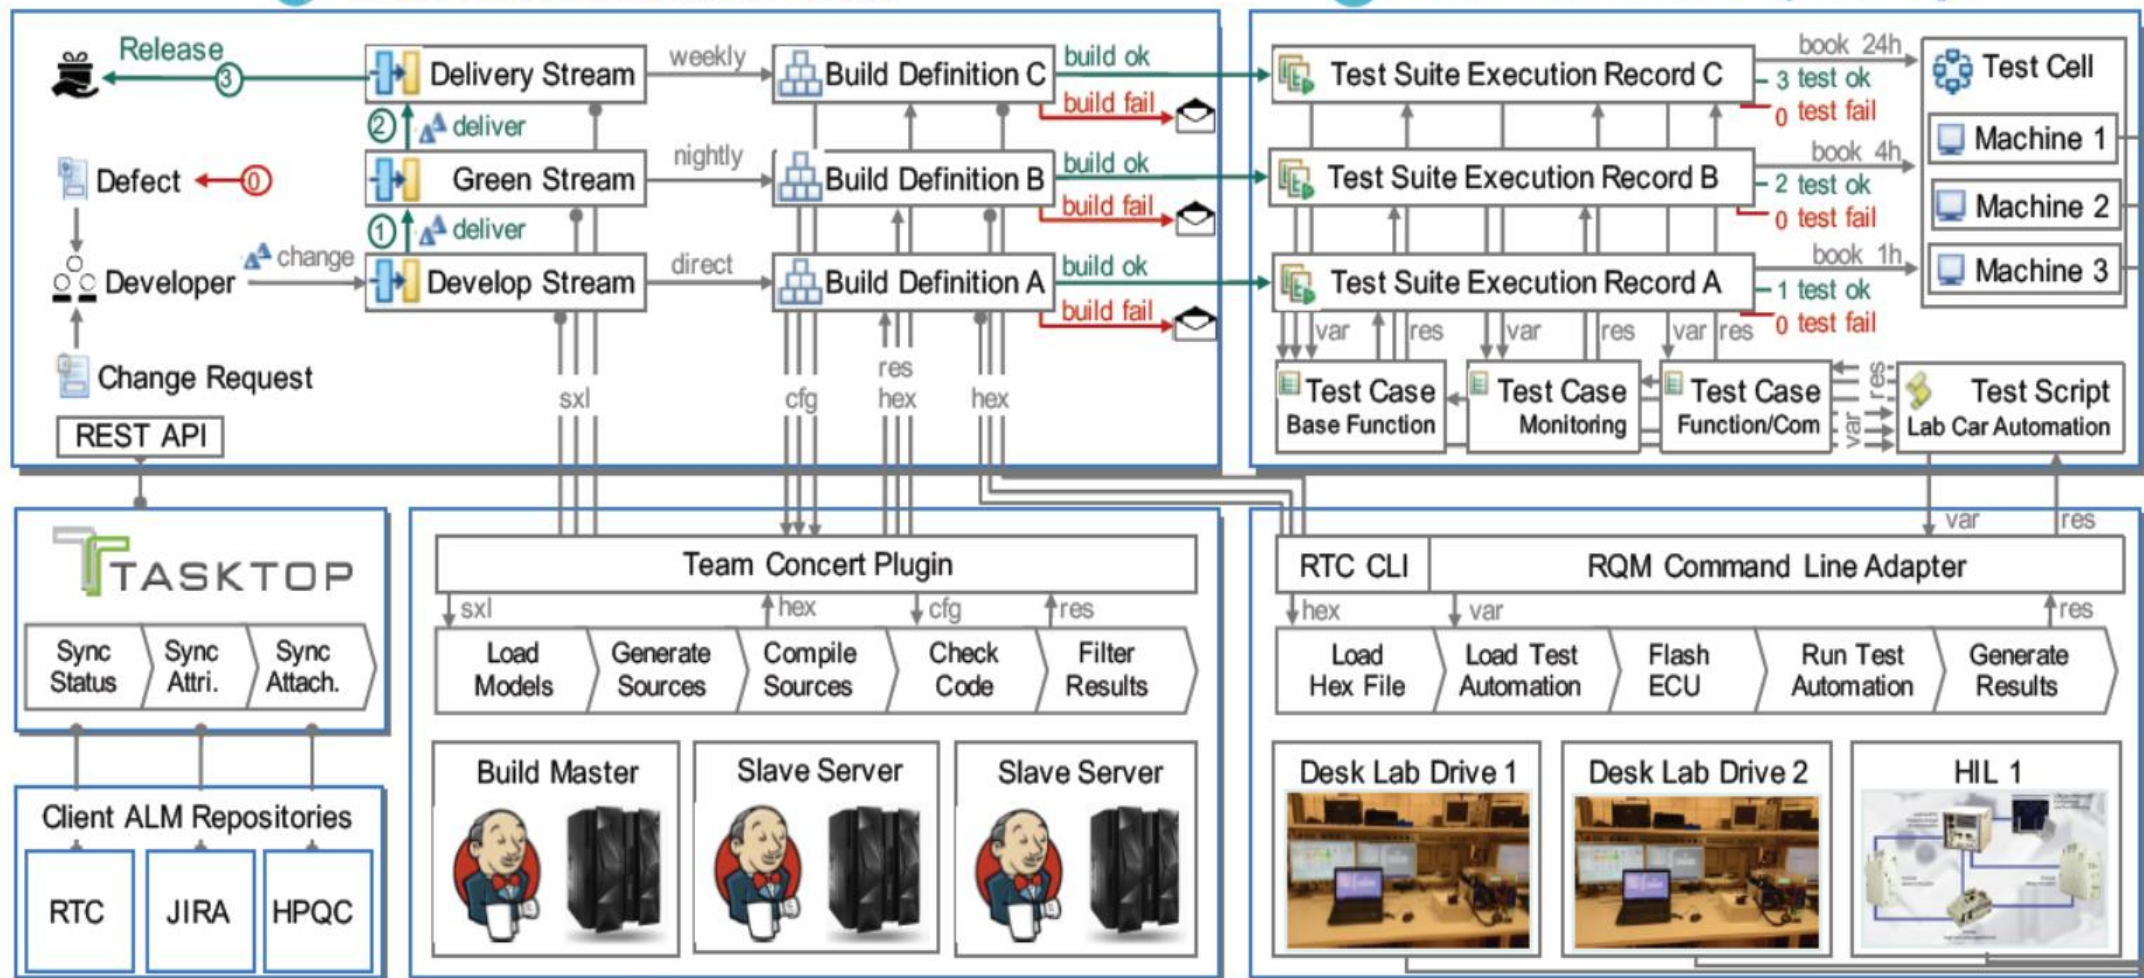 Release
3
Delivery Stream
weekly
Build Definition C
build ok
build fail
2
deliver
Defect
0
Green Stream
nightly
Build Definition B
build ok
build fail
1
deliver
Developer
change
Develop Stream
direct
Build Definition A
build ok
build fail
Change Request
REST API
sxl
cfg
res
hex
hex
Test Suite Execution Record C
book 24h
3 test ok
0 test fail
Test Suite Execution Record B
book 4h
2 test ok
0 test fail
Test Suite Execution Record A
book 1h
1 test ok
0 test fail
Test Cell
Machine 1
Machine 2
Machine 3
var
res
var
res
var
res
Test Case
Base Function
Test Case
Monitoring
Test Case
Function/Com
res
var
Test Script
Lab Car Automation
TASKTOP
Sync
Status
Sync
Attri.
Sync
Attach.
Client ALM Repositories
RTC
JIRA
HPQC
Team Concert Plugin
sxl
hex
cfg
res
Load
Models
Generate
Sources
Compile
Sources
Check
Code
Filter
Results
Build Master
Slave Server
Slave Server
var
res
RTC CLI
RQM Command Line Adapter
hex
var
res
Load
Hex File
Load Test
Automation
Flash
ECU
Run Test
Automation
Generate
Results
Desk Lab Drive 1
Desk Lab Drive 2
HIL 1